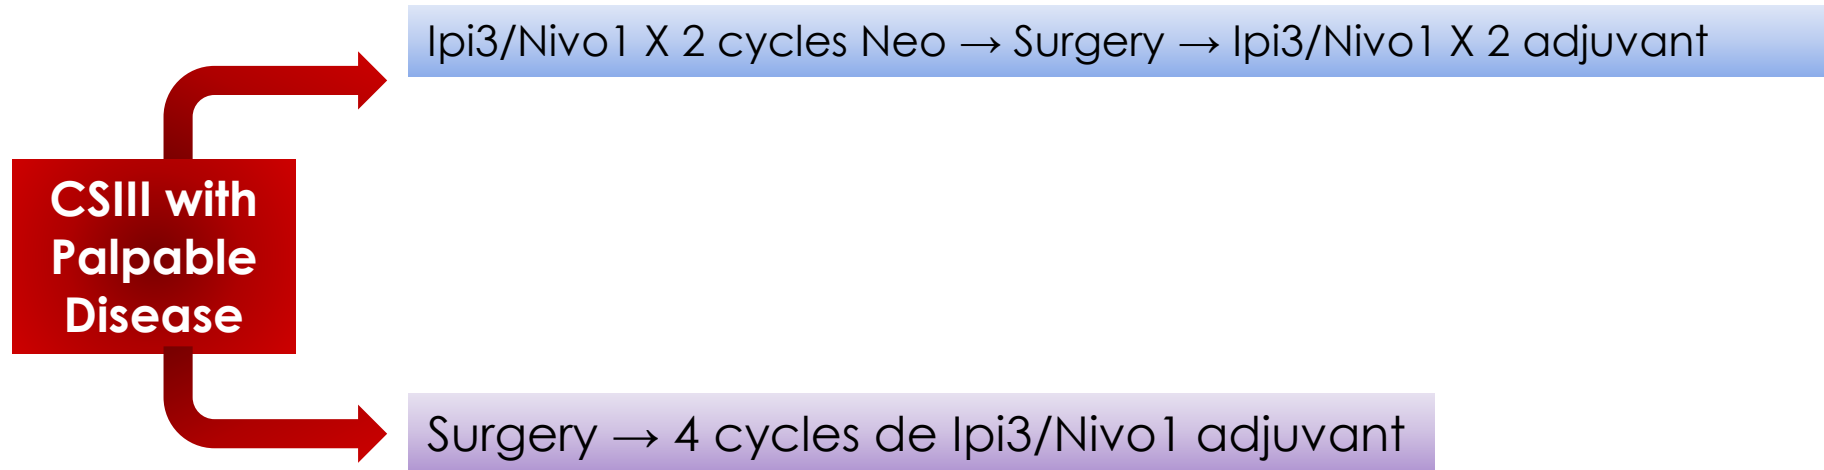 Ipi3/Nivo1 X 2 cycles Neo → Surgery → Ipi3/Nivo1 X 2 adjuvant
CSIII with
Palpable
Disease
Surgery → 4 cycles de Ipi3/Nivo1 adjuvant